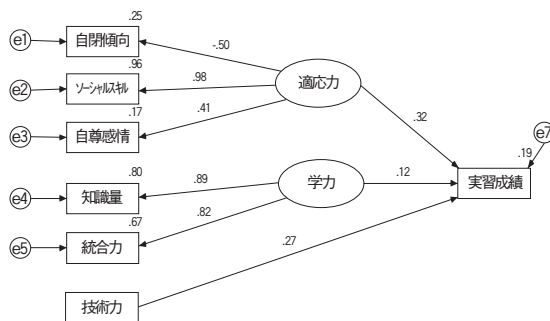 .25
e1
自閉傾向
-.50
.96
e2
ソーシャルスキル
.98
適応力
.17
.41
e3
自尊感情
.32
e7
.19
.80
.89
学力
.12
実習成績
e4
知識量
.67
.82
e5
統合力
.27
技術力